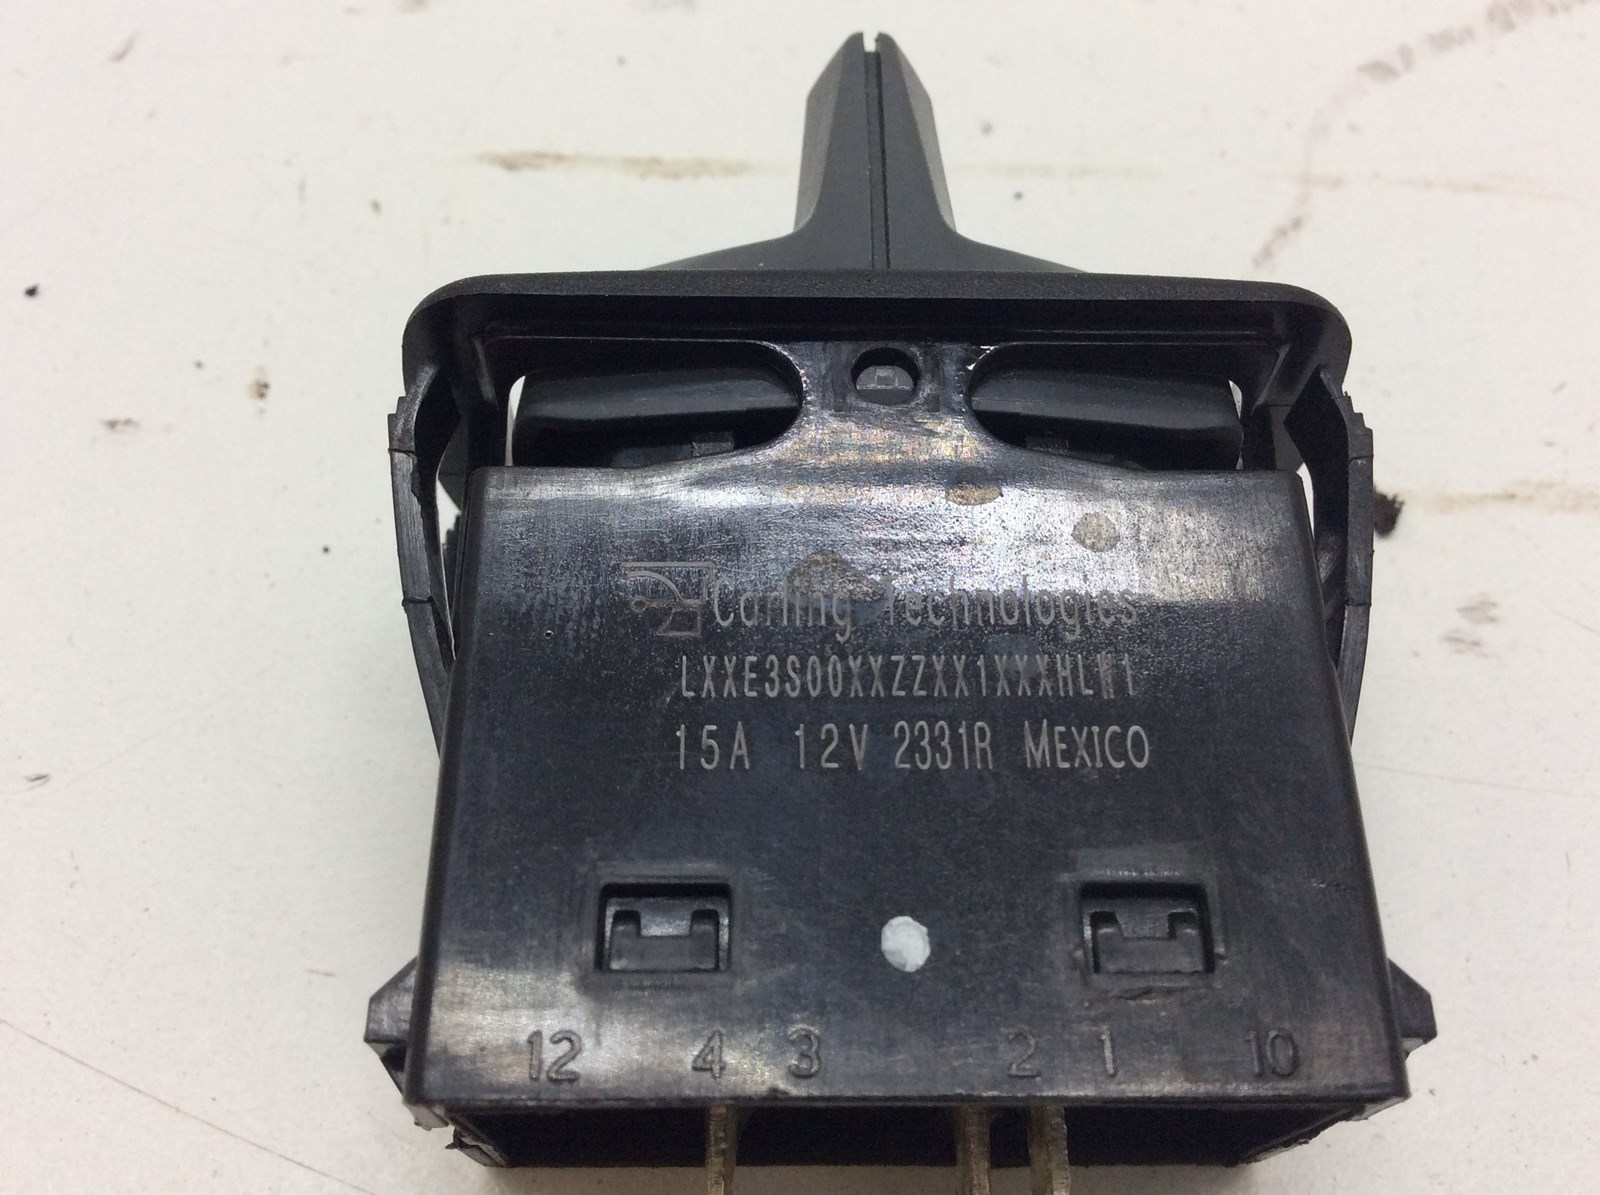 Carling Technologies
LXXE3S00XXZZXX1XXXHLW1
15A 12V 2331R MEXICO
12 4 3 2 1 10